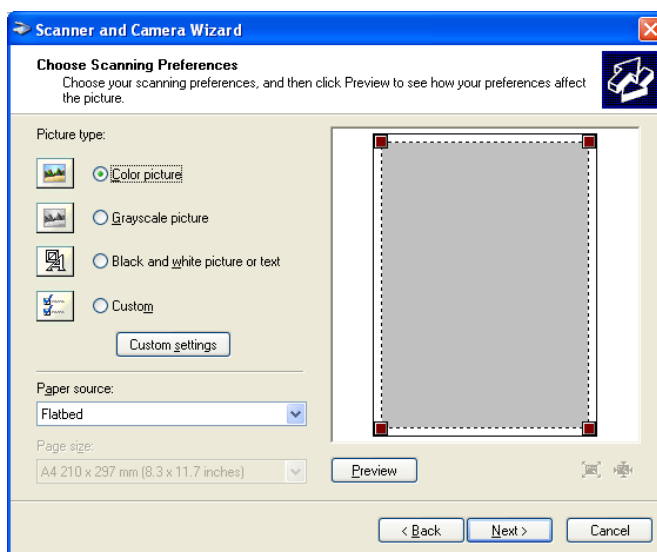 Scanner and Camera Wizard
Choose Scanning Preferences
Choose your scanning preferences, and then click Preview to see how your preferences affect
the picture.
Picture type:
Color picture
Grayscale picture
Black and white picture or text
Custom
Custom settings
Paper source:
Flatbed
Page size:
A4 210 x 297 mm (8.3 x 11.7 inches)
Preview
< Back
Next >
Cancel